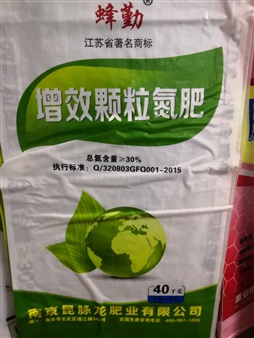 蜂勤®
江苏省著名商标
增效颗粒氮肥
总氮含量≥30%
执行标准：Q/320803GFQ001-2015
40千克
南京昆脉龙肥业有限公司